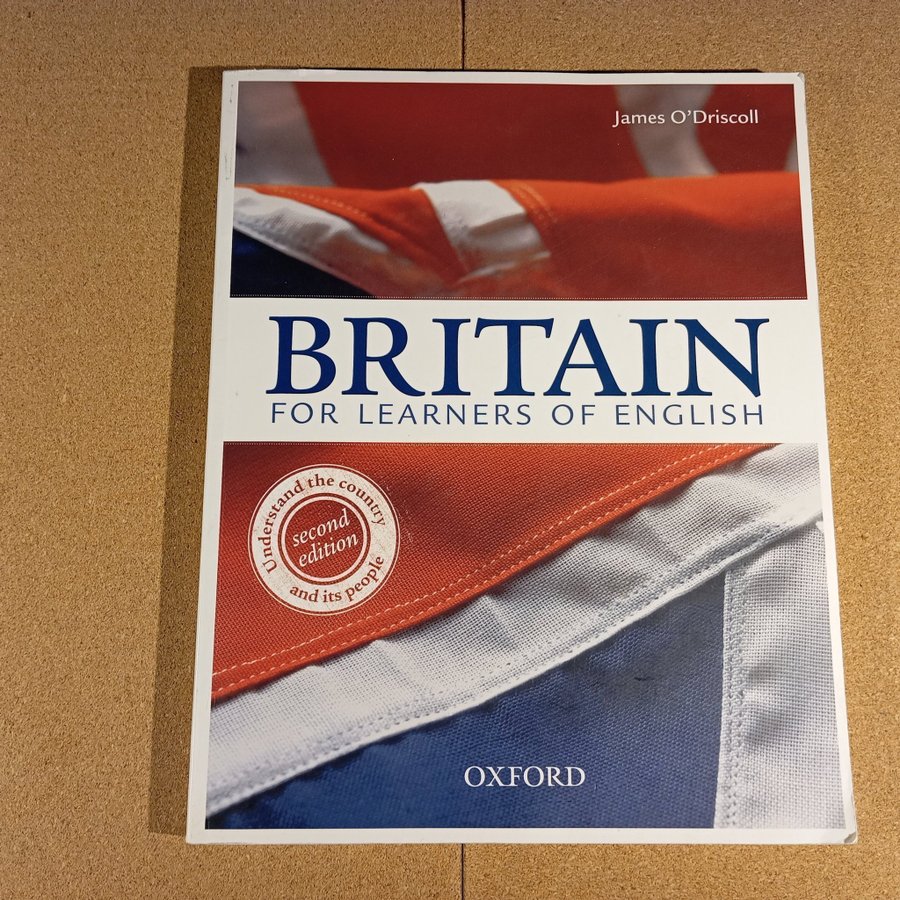 James O'Driscoll
BRITAIN
FOR LEARNERS OF ENGLISH
Understand the country
second
edition
and its people
OXFORD